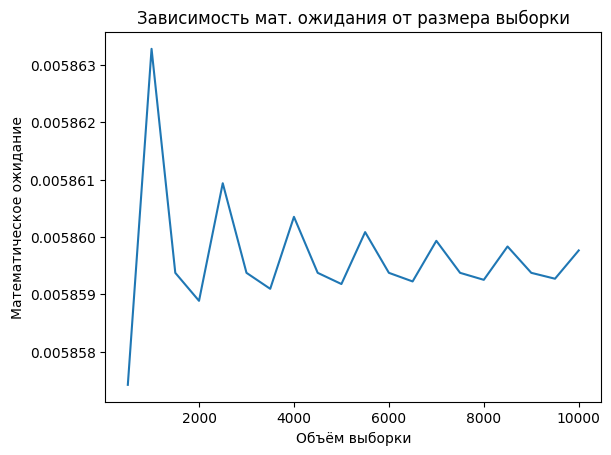 Зависимость мат. ожидания от размера выборки
Математическое ожидание
0.005863
0.005862
0.005861
0.005860
0.005859
0.005858
2000 4000 6000 8000 10000
Объём выборки